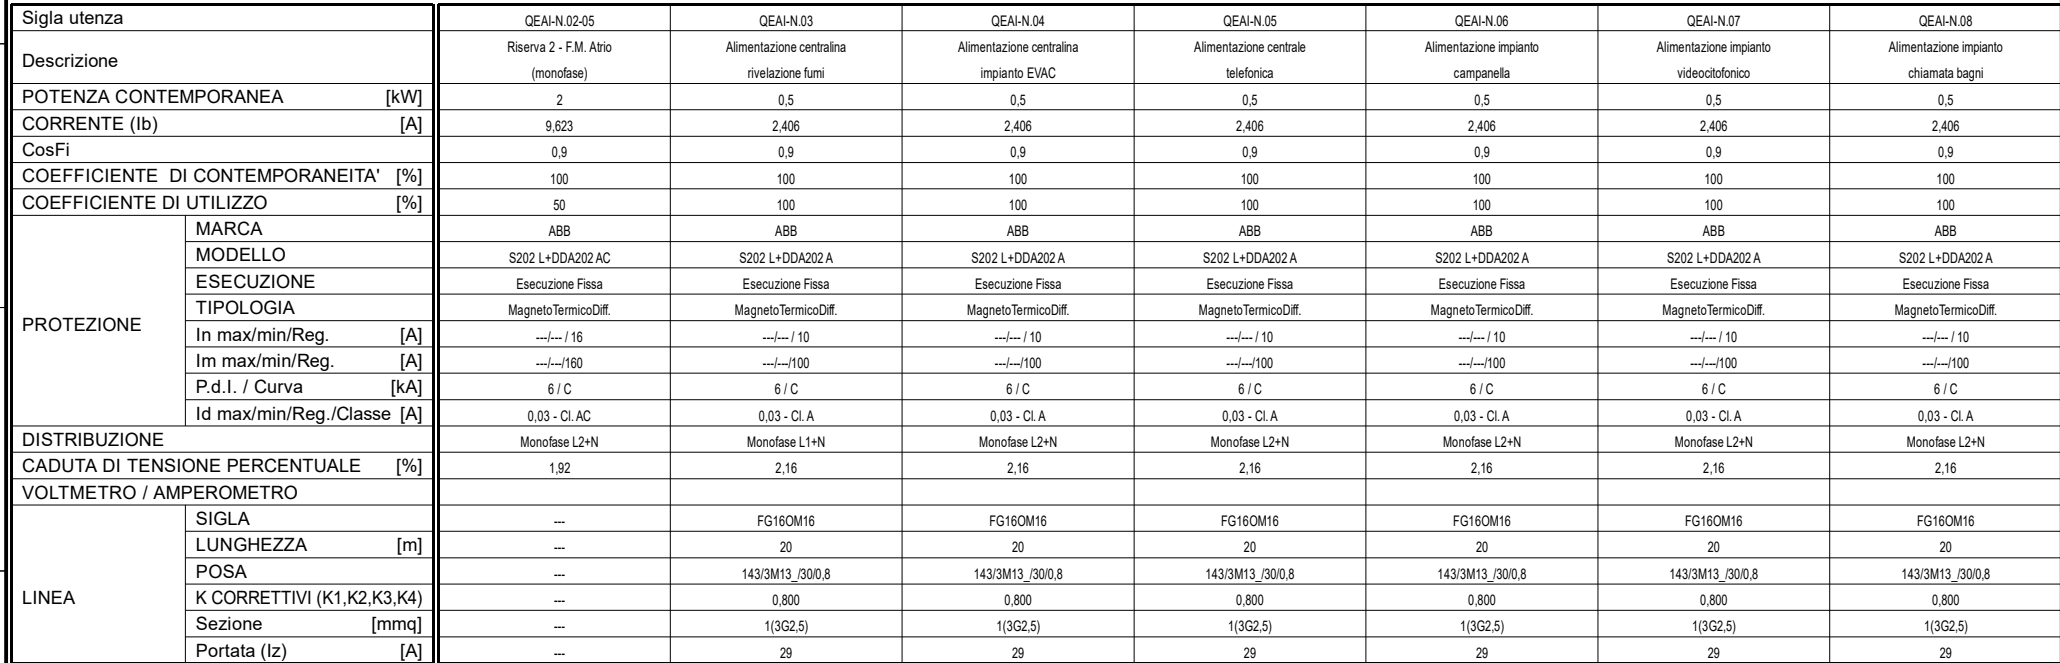 Sigla utenza QEAI-N.02-05 QEAI-N.03 QEAI-N.04 QEAI-N.05 QEAI-N.06 QEAI-N.07 QEAI-N.08
Descrizione Riserva 2 - F.M. Atrio Alimentazione centralina Alimentazione centralina Alimentazione centrale Alimentazione impianto Alimentazione impianto Alimentazione impianto
(monofase) rivelazione fumi impianto EVAC telefonica campanella videocitofonico chiamata bagni
POTENZA CONTEMPORANEA [kW] 2 0,5 0,5 0,5 0,5 0,5 0,5
CORRENTE (Ib) [A] 9,623 2,406 2,406 2,406 2,406 2,406 2,406
CosFi 0,9 0,9 0,9 0,9 0,9 0,9 0,9
COEFFICIENTE DI CONTEMPORANEITA' [%] 100 100 100 100 100 100 100
COEFFICIENTE DI UTILIZZO [%] 50 100 100 100 100 100 100
PROTEZIONE
MARCA ABB ABB ABB ABB ABB ABB ABB
MODELLO S202 L+DDA202 AC S202 L+DDA202 A S202 L+DDA202 A S202 L+DDA202 A S202 L+DDA202 A S202 L+DDA202 A S202 L+DDA202 A
ESECUZIONE Esecuzione Fissa Esecuzione Fissa Esecuzione Fissa Esecuzione Fissa Esecuzione Fissa Esecuzione Fissa Esecuzione Fissa
TIPOLOGIA MagnetoTermicoDiff. MagnetoTermicoDiff. MagnetoTermicoDiff. MagnetoTermicoDiff. MagnetoTermicoDiff. MagnetoTermicoDiff. MagnetoTermicoDiff.
In max/min/Reg. [A] ---/--- / 16 ---/--- / 10 ---/--- / 10 ---/--- / 10 ---/--- / 10 ---/--- / 10 ---/--- / 10
Im max/min/Reg. [A] ---/---/160 ---/---/100 ---/---/100 ---/---/100 ---/---/100 ---/---/100 ---/---/100
P.d.I. / Curva [kA] 6 / C 6 / C 6 / C 6 / C 6 / C 6 / C 6 / C
Id max/min/Reg./Classe [A] 0,03 - Cl. AC 0,03 - Cl. A 0,03 - Cl. A 0,03 - Cl. A 0,03 - Cl. A 0,03 - Cl. A 0,03 - Cl. A
DISTRIBUZIONE Monofase L2+N Monofase L1+N Monofase L2+N Monofase L2+N Monofase L2+N Monofase L2+N Monofase L2+N
CADUTA DI TENSIONE PERCENTUALE [%] 1,92 2,16 2,16 2,16 2,16 2,16 2,16
VOLTMETRO / AMPEROMETRO
LINEA
SIGLA --- FG16OM16 FG16OM16 FG16OM16 FG16OM16 FG16OM16 FG16OM16
LUNGHEZZA [m] --- 20 20 20 20 20 20
POSA --- 143/3M13_/30/0,8 143/3M13_/30/0,8 143/3M13_/30/0,8 143/3M13_/30/0,8 143/3M13_/30/0,8 143/3M13_/30/0,8
K CORRETTIVI (K1,K2,K3,K4) --- 0,800 0,800 0,800 0,800 0,800 0,800
Sezione [mmq] --- 1(3G2,5) 1(3G2,5) 1(3G2,5) 1(3G2,5) 1(3G2,5) 1(3G2,5)
Portata (Iz) [A] --- 29 29 29 29 29 29